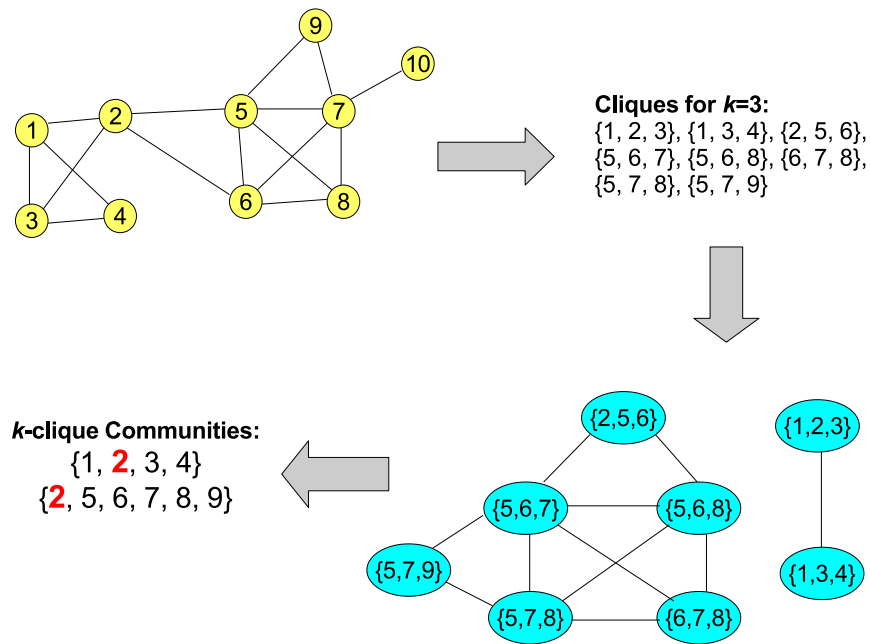 9
10
5
7
2
1
6
8
3
4
Cliques for k=3:
{1, 2, 3}, {1, 3, 4}, {2, 5, 6},
{5, 6, 7}, {5, 6, 8}, {6, 7, 8},
{5, 7, 8}, {5, 7, 9}
{2,5,6}
{1,2,3}
{5,6,7}
{5,6,8}
{5,7,9}
{1,3,4}
{5,7,8}
{6,7,8}
k-clique Communities:
{1, 2, 3, 4}
{2, 5, 6, 7, 8, 9}